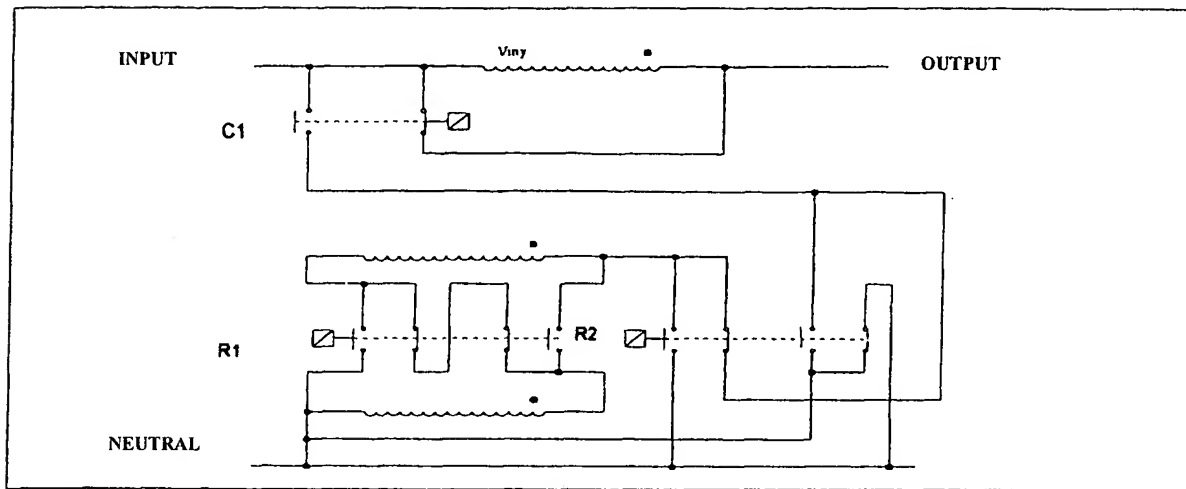 INPUT
Viny
OUTPUT
C1
R1
R2
NEUTRAL